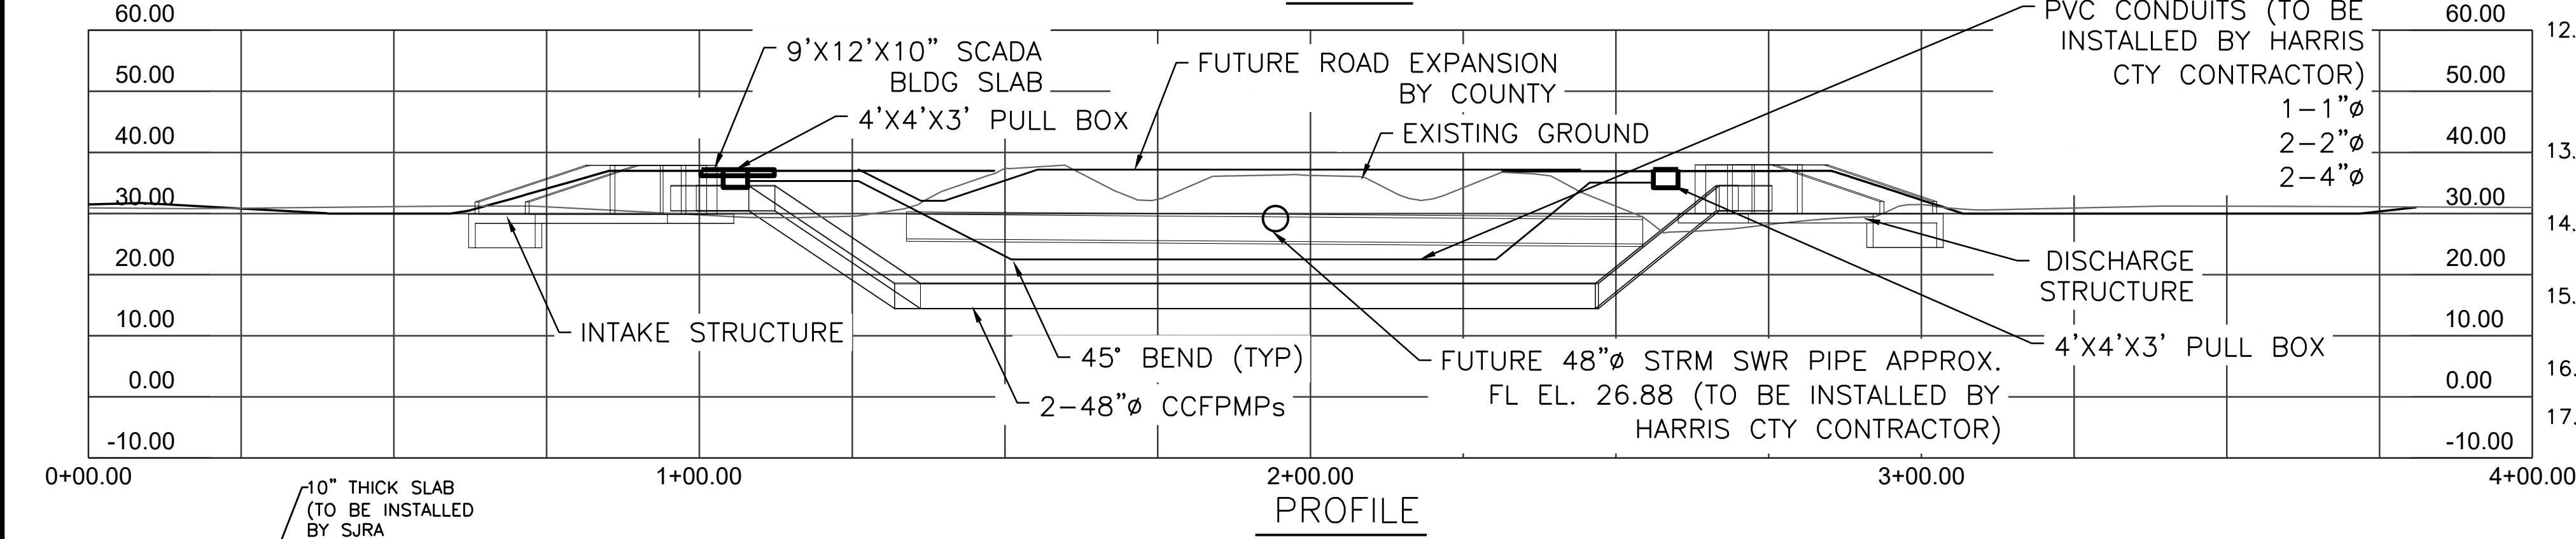 60.00
50.00
40.00
30.00
20.00
10.00
0.00
-10.00
9'X12'X10" SCADA
BLDG SLAB
4'X4'X3' PULL BOX
FUTURE ROAD EXPANSION
BY COUNTY
EXISTING GROUND
PVC CONDUITS (TO BE
INSTALLED BY HARRIS
CTY CONTRACTOR)
1-1"ø
2-2"ø
2-4"ø
60.00
50.00
40.00
30.00
20.00
10.00
0.00
-10.00
12.
13.
14.
15.
16.
17.
INTAKE STRUCTURE
45° BEND (TYP)
2-48"ø CCFPMPs
FUTURE 48"ø STRM SWR PIPE APPROX.
FL EL. 26.88 (TO BE INSTALLED BY
HARRIS CTY CONTRACTOR)
DISCHARGE
STRUCTURE
4'X4'X3' PULL BOX
0+00.00
1+00.00
2+00.00
3+00.00
4+00.00
10" THICK SLAB
(TO BE INSTALLED
BY SJRA
PROFILE